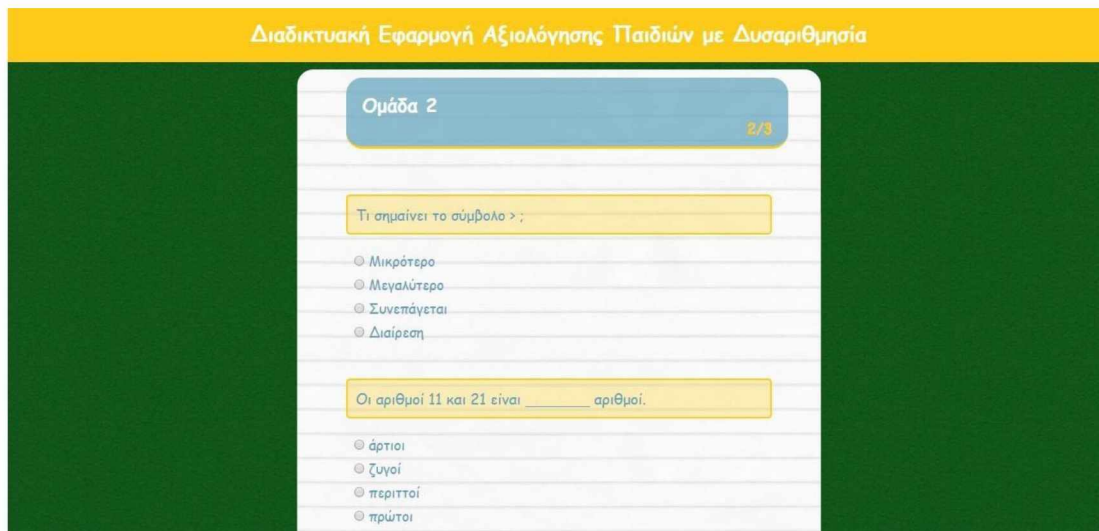 Διαδικτυακή Εφαρμογή Αξιολόγησης Παιδιών με Δυσαριθμησία
Ομάδα 2
2/3
Τι σημαίνει το σύμβολο > ;
Μικρότερο
Μεγαλύτερο
Συνεπάγεται
Διαίρεση
Οι αριθμοί 11 και 21 είναι ________ αριθμοί.
άρτιοι
ζυγοί
περιττοί
πρώτοι